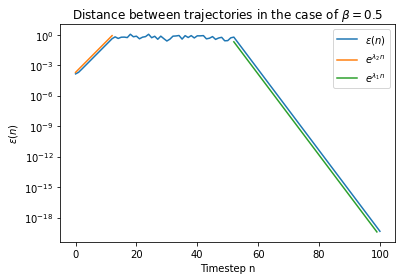 Distance between trajectories in the case of β = 0.5
ε(n)
e^{λ₂n}
e^{λ₁n}
10⁰
10⁻³
10⁻⁶
10⁻⁹
10⁻¹²
10⁻¹⁵
10⁻¹⁸
ε(n)
0 20 40 60 80 100
Timestep n